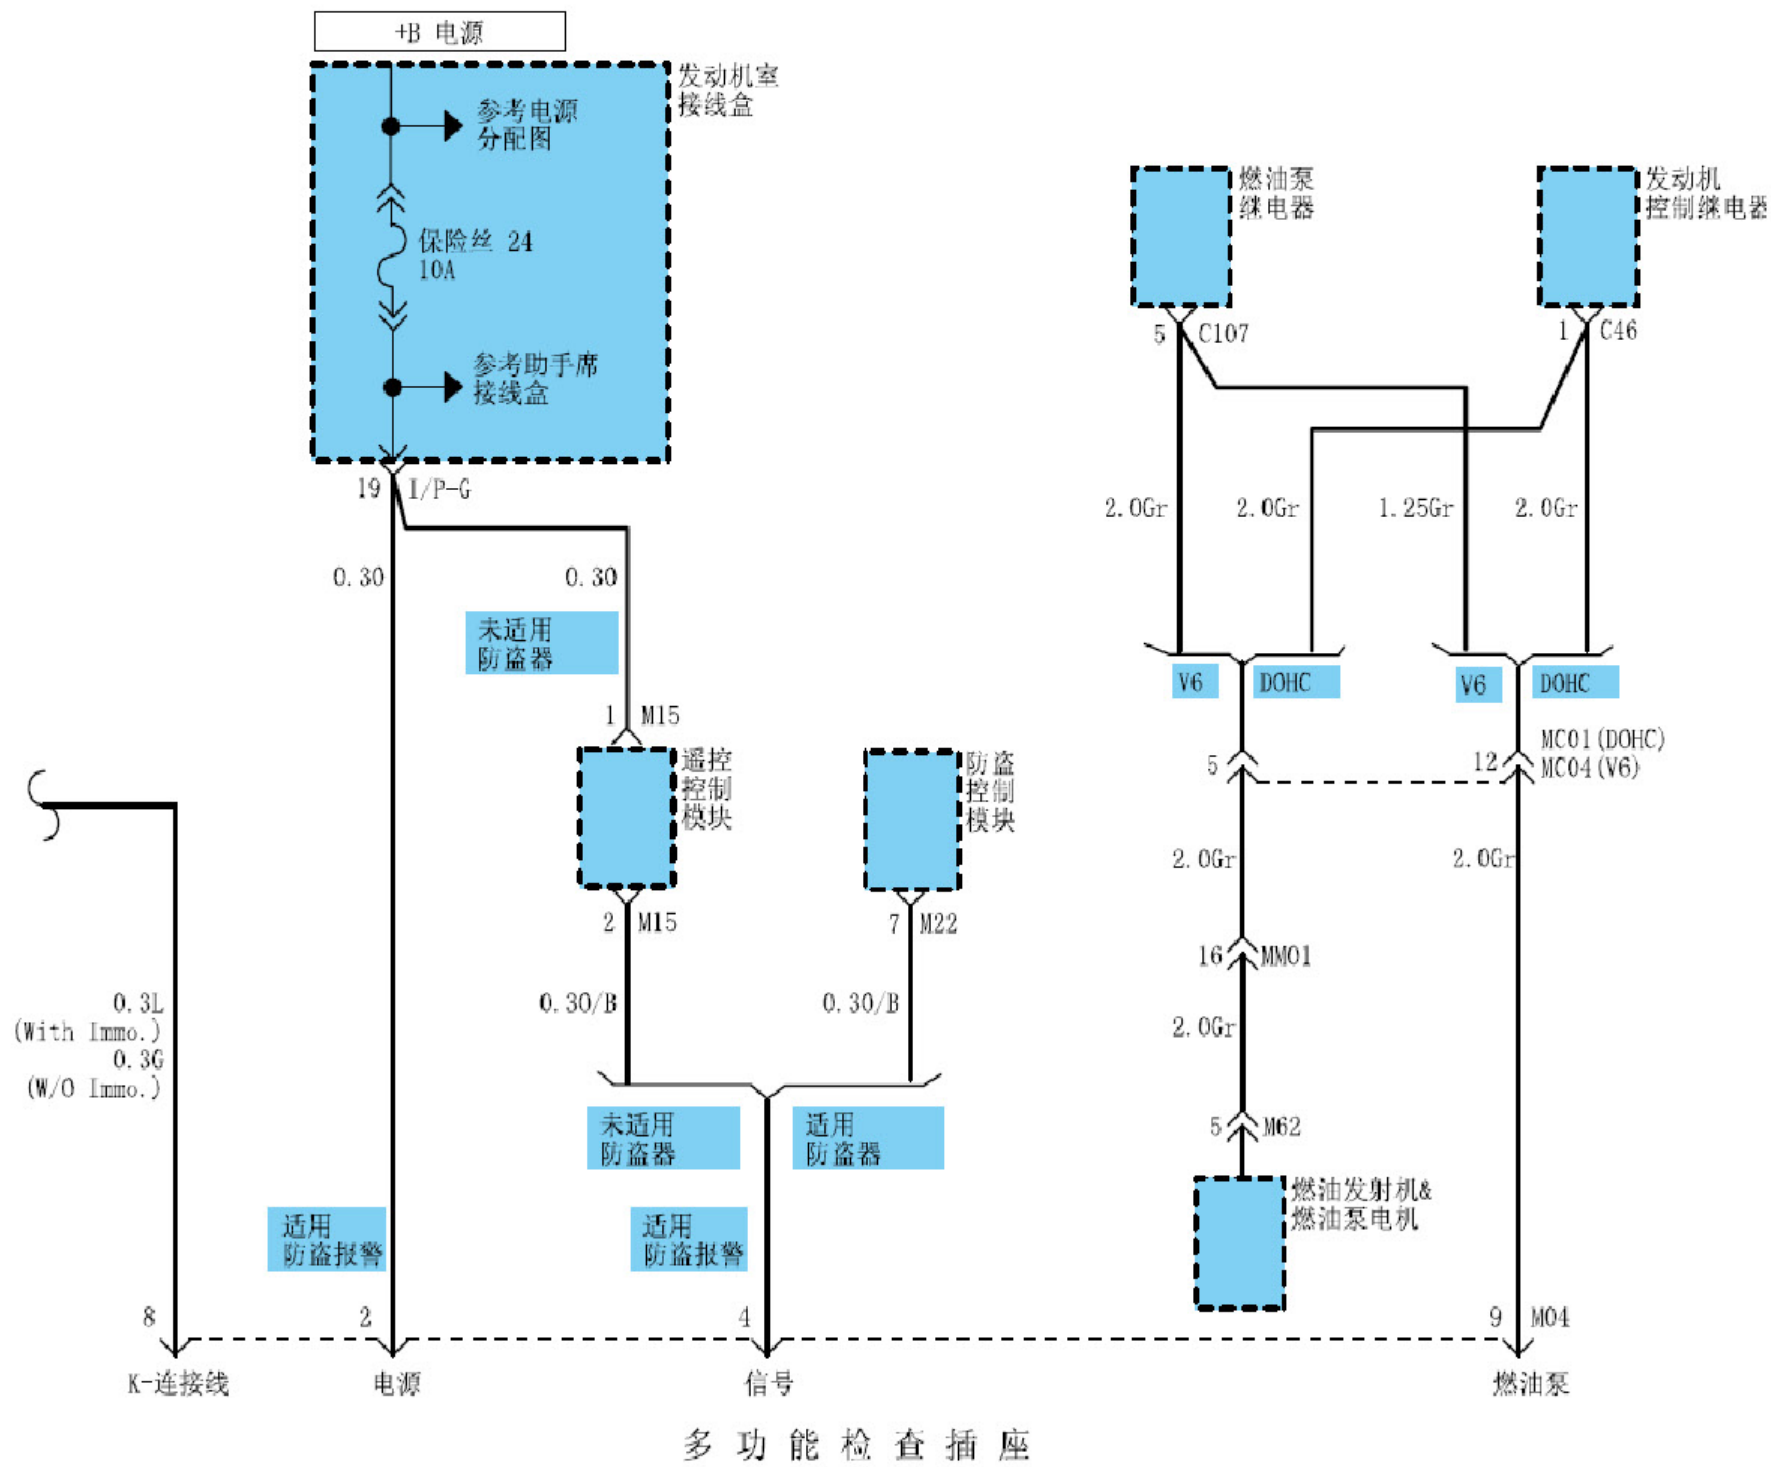 +B 电源
发动机室
接线盒
参考电源
分配图
保险丝 24
10A
参考助手席
接线盒
19
I/P-G
燃油泵
继电器
发动机
控制继电器
5
C107
1
C46
2.0Gr
2.0Gr
1.25Gr
2.0Gr
0.30
0.30
未适用
防盗器
V6
DOHC
V6
DOHC
1
M15
遥控
控制
模块
防盗
控制
模块
5
12
MC01(DOHC)
MC04(V6)
2.0Gr
2.0Gr
2
M15
7
M22
16
MM01
0.3L
(With Immo.)
0.3G
(W/O Immo.)
0.30/B
0.30/B
2.0Gr
未适用
防盗器
适用
防盗器
5
M62
燃油发射机&
燃油泵电机
适用
防盗报警
适用
防盗报警
8
2
4
9
M04
K-连接线
电源
信号
燃油泵
多功能检查插座